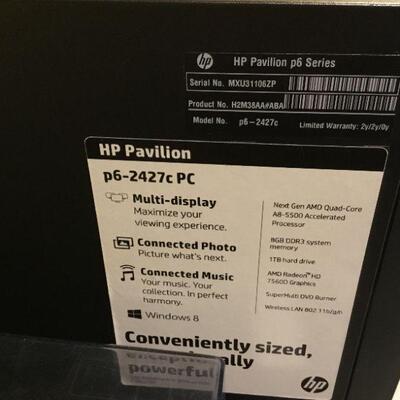 hp
HP Pavilion p6 Series
Serial No. MXU31106ZP
Product No. H2M38AA#ABA
Model No. p6-2427c
Limited Warranty: 2y/2y/0y
HP Pavilion
p6-2427c PC
Multi-display
Maximize your
viewing experience.
Connected Photo
Picture what's next.
Connected Music
Your music. Your
collection. In perfect
harmony.
Windows 8
Next Gen AMD Quad-Core
A8-5500 Accelerated
Processor
8GB DDR3 system
memory
1TB hard drive
AMD Radeon™ HD
7560D Graphics
SuperMulti DVD Burner
Wireless LAN 802.11b/g/n
Conveniently sized,
powerful
hp